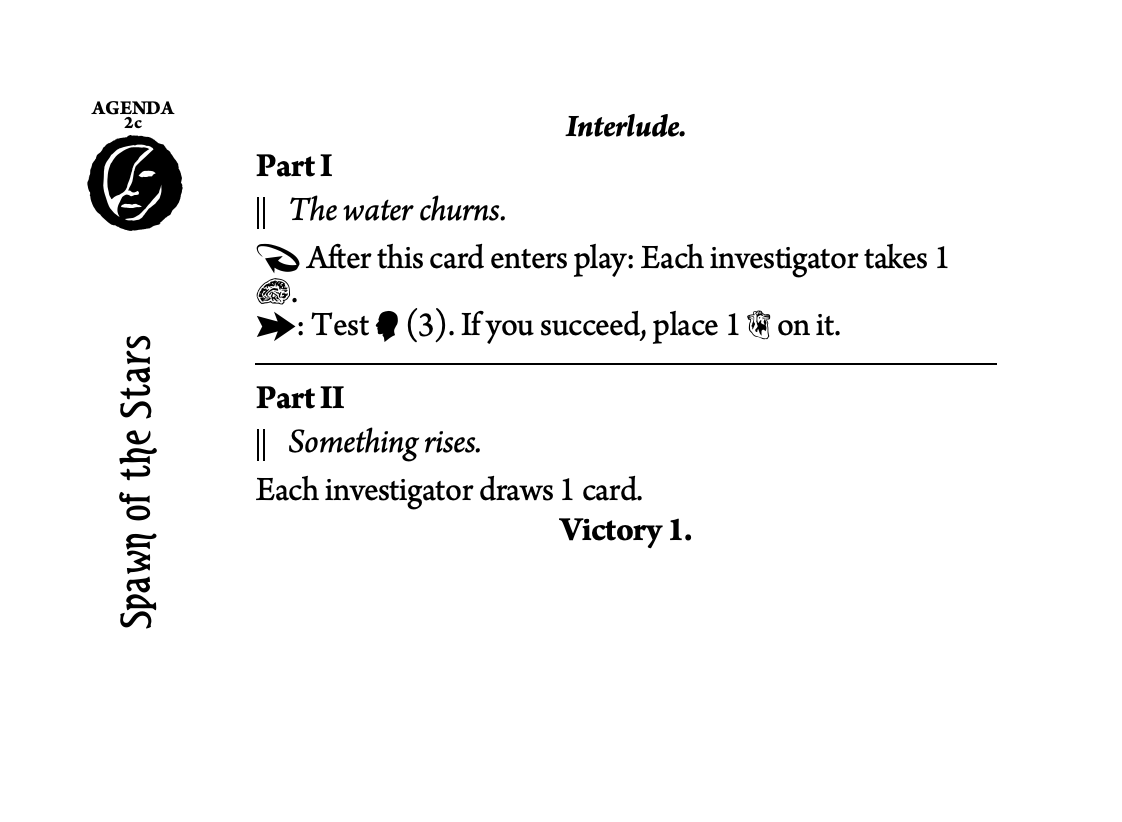 AGENDA
2c
Interlude.
Part I
The water churns.
After this card enters play: Each investigator takes 1
.
: Test (3). If you succeed, place 1 on it.
Part II
Something rises.
Each investigator draws 1 card.
Victory 1.
Spawn of the Stars